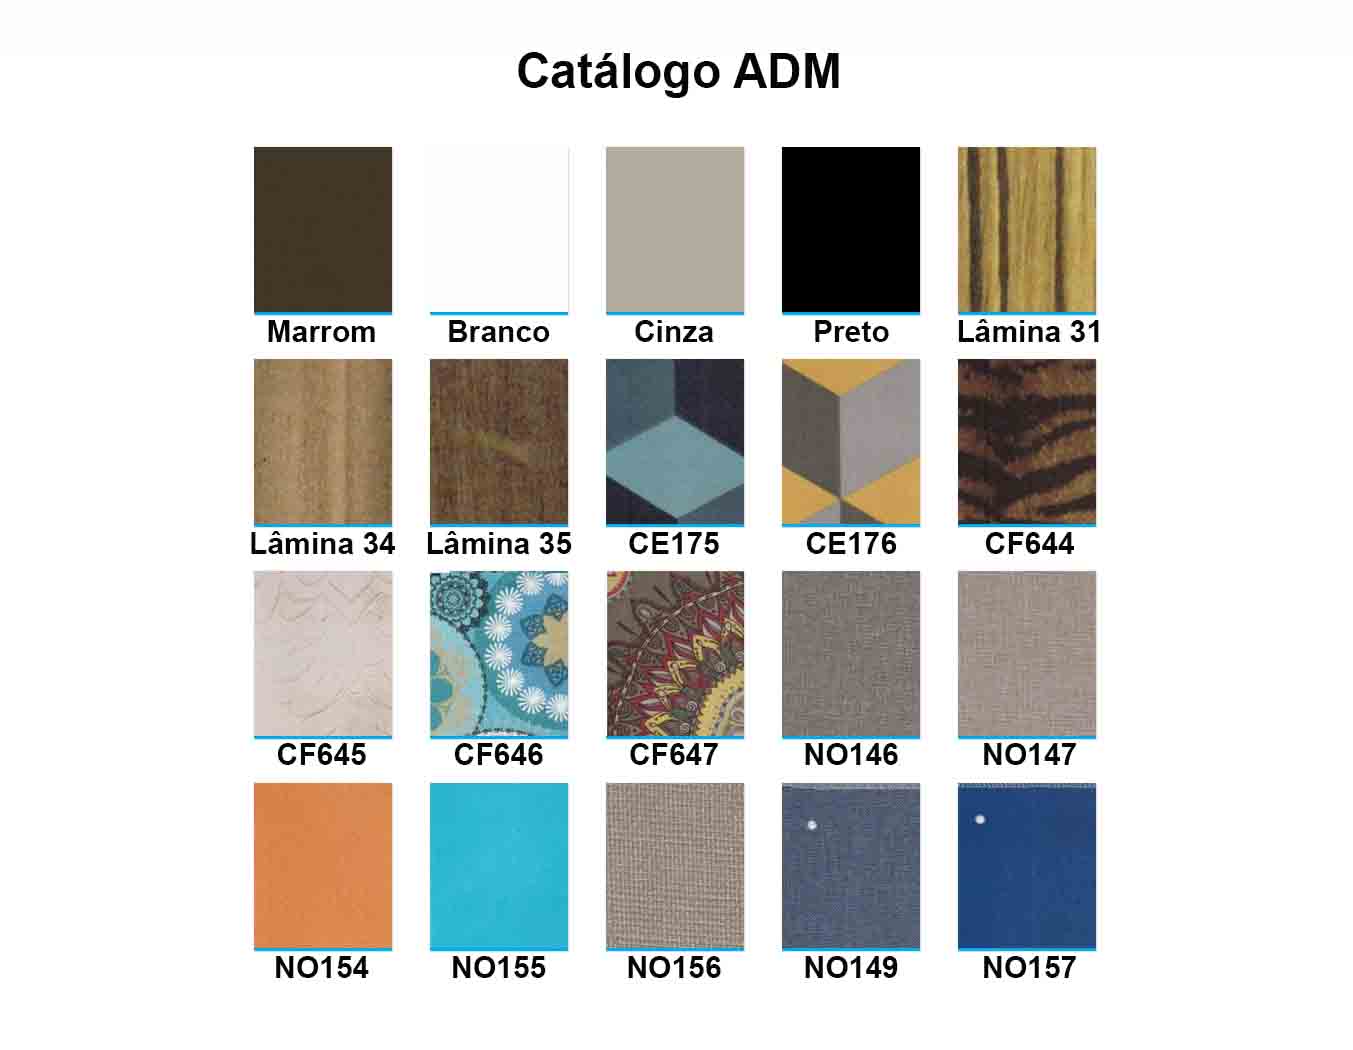 Catálogo ADM
Marrom Branco Cinza Preto Lâmina 31
Lâmina 34 Lâmina 35 CE175 CE176 CF644
CF645 CF646 CF647 NO146 NO147
NO154 NO155 NO156 NO149 NO157